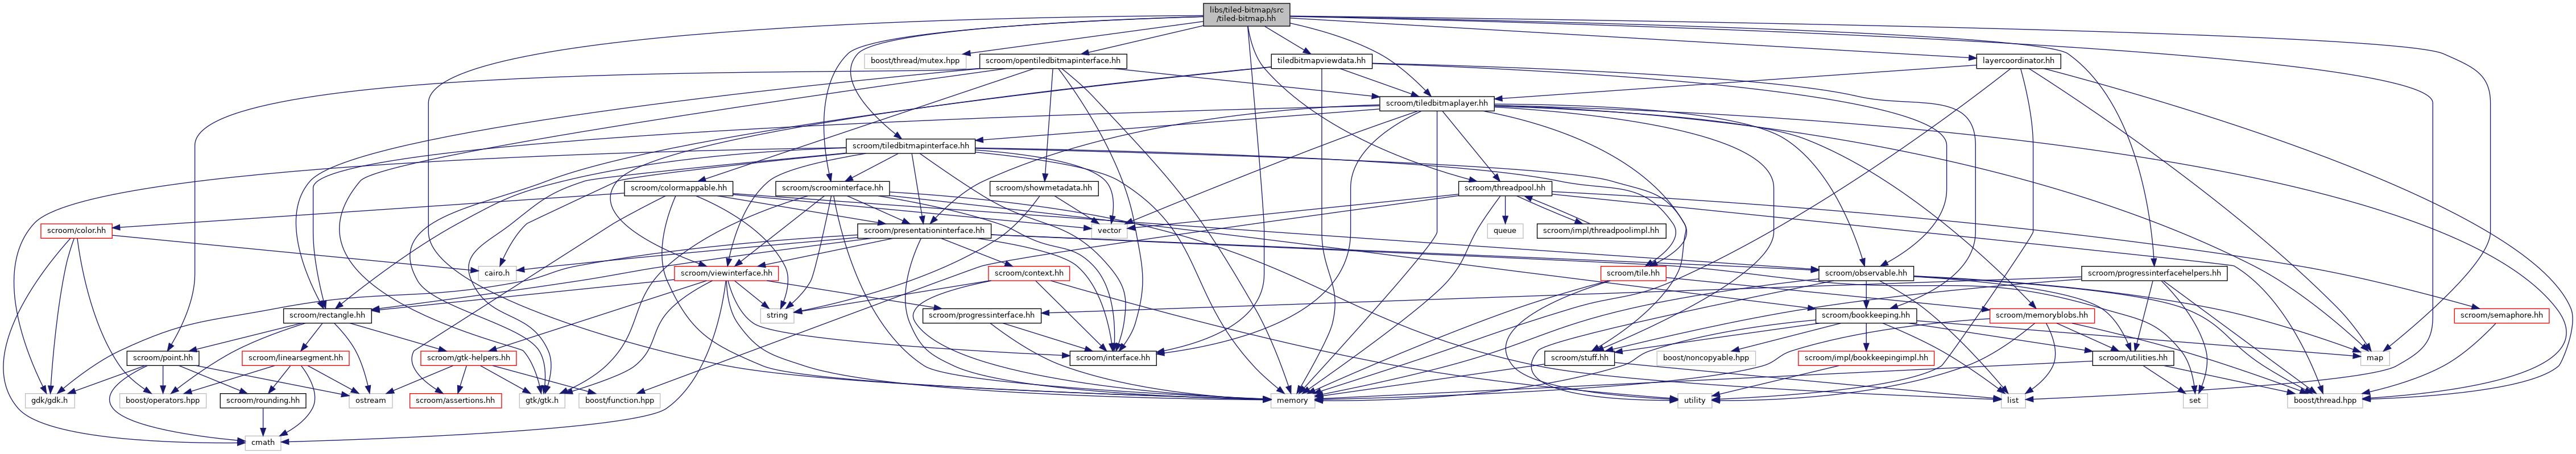 libs/tiled-bitmap/src
/tiled-bitmap.hh
boost/thread/mutex.hpp
scroom/opentiledbitmapinterface.hh
tiledbitmapviewdata.hh
layercoordinator.hh
scroom/tiledbitmaplayer.hh
scroom/tiledbitmapinterface.hh
scroom/colormappable.hh
scroom/scroominterface.hh
scroom/showmetadata.hh
scroom/threadpool.hh
scroom/color.hh
scroom/presentationinterface.hh
vector
queue
scroom/impl/threadpoolimpl.hh
cairo.h
scroom/viewinterface.hh
scroom/context.hh
scroom/tile.hh
scroom/observable.hh
scroom/progressinterfacehelpers.hh
scroom/rectangle.hh
string
scroom/progressinterface.hh
scroom/bookkeeping.hh
scroom/memoryblobs.hh
scroom/semaphore.hh
scroom/point.hh
scroom/linearsegment.hh
scroom/gtk-helpers.hh
scroom/interface.hh
scroom/stuff.hh
boost/noncopyable.hpp
scroom/impl/bookkeepingimpl.hh
scroom/utilities.hh
map
gdk/gdk.h
boost/operators.hpp
scroom/rounding.hh
ostream
scroom/assertions.hh
gtk/gtk.h
boost/function.hpp
memory
utility
list
set
boost/thread.hpp
cmath